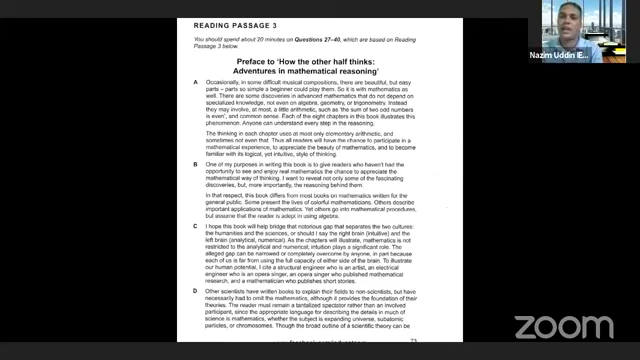 READING PASSAGE 3
You should spend about 20 minutes on Questions 27–40, which are based on Reading
Passage 3 below.
Preface to 'How the other half thinks:
Adventures in mathematical reasoning'
A Occasionally, in some difficult musical compositions, there are beautiful, but easy
parts – parts so simple a beginner could play them. So it is with mathematics as
well. There are some discoveries in advanced mathematics that do not depend on
specialized knowledge, not even on algebra, geometry, or trigonometry. Instead
they may involve, at most, a little arithmetic, such as 'the sum of two odd numbers
is even', and common sense. Each of the eight chapters in this book illustrates this
phenomenon. Anyone can understand every step in the reasoning.
The thinking in each chapter uses at most only elementary arithmetic, and
sometimes not even that. Thus all readers will have the chance to participate in a
mathematical experience, to appreciate the beauty of mathematics, and to become
familiar with its logical, yet intuitive, style of thinking.
B One of my purposes in writing this book is to give readers who haven't had the
opportunity to see and enjoy real mathematics the chance to appreciate the
mathematical way of thinking. I want to reveal not only some of the fascinating
discoveries, but, more importantly, the reasoning behind them.
In that respect, this book differs from most books on mathematics written for the
general public. Some present the lives of colorful mathematicians. Others describe
important applications of mathematics. Yet others go into mathematical procedures,
but assume that the reader is adept in using algebra.
C I hope this book will help bridge that notorious gap that separates the two cultures:
the humanities and the sciences, or should I say the right brain (intuitive) and the
left brain (analytical, numerical). As the chapters will illustrate, mathematics is not
restricted to the analytical and numerical; intuition plays a significant role. The
alleged gap can be narrowed or completely overcome by anyone, in part because
each of us is far from using the full capacity of either side of the brain. To illustrate
our human potential, I cite a structural engineer who is an artist, an electrical
engineer who is an opera singer, an opera singer who published mathematical
research, and a mathematician who publishes short stories.
D Other scientists have written books to explain their fields to non-scientists, but have
necessarily had to omit the mathematics, although it provides the foundation of their
theories. The reader must remain a tantalized spectator rather than an involved
participant, since the appropriate language for describing the details in much of
science is mathematics, whether the subject is expanding universe, subatomic
particles, or chromosomes. Though the broad outline of a scientific theory can be
73
Nazim Uddin IE...
zoom